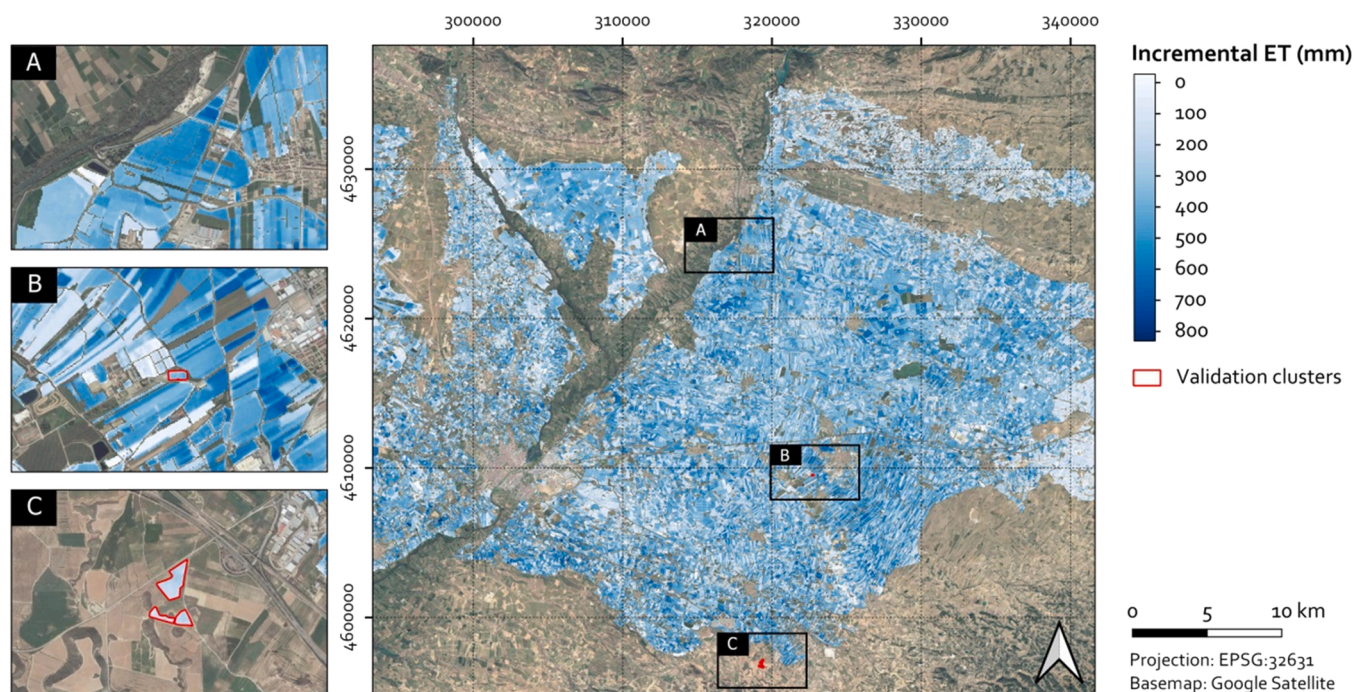 300000 310000 320000 330000 340000
4630000
4620000
4610000
4600000
A
B
C
A
B
C
Incremental ET (mm)
0
100
200
300
400
500
600
700
800
Validation clusters
0 5 10 km
Projection: EPSG:32631
Basemap: Google Satellite